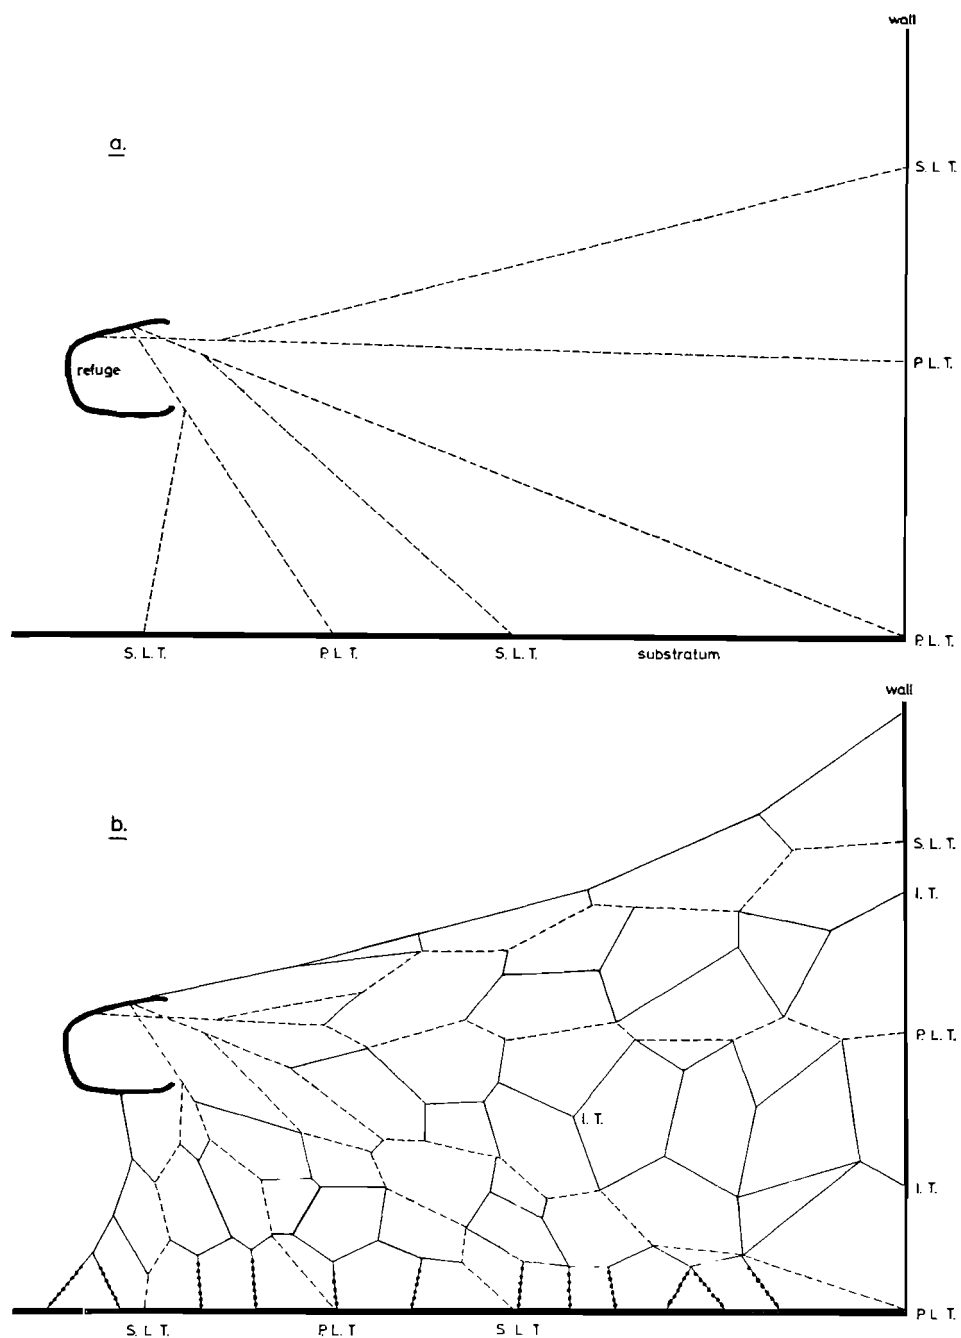 wall
a.
S. L. T.
refuge
P. L. T.
P. L. T.
S. L. T.
P. L. T.
S. L. T.
substratum
wall
b.
S. L. T.
I. T.
P. L. T.
I. T.
I. T.
P L T.
S. L T.
P. L. T
S L T